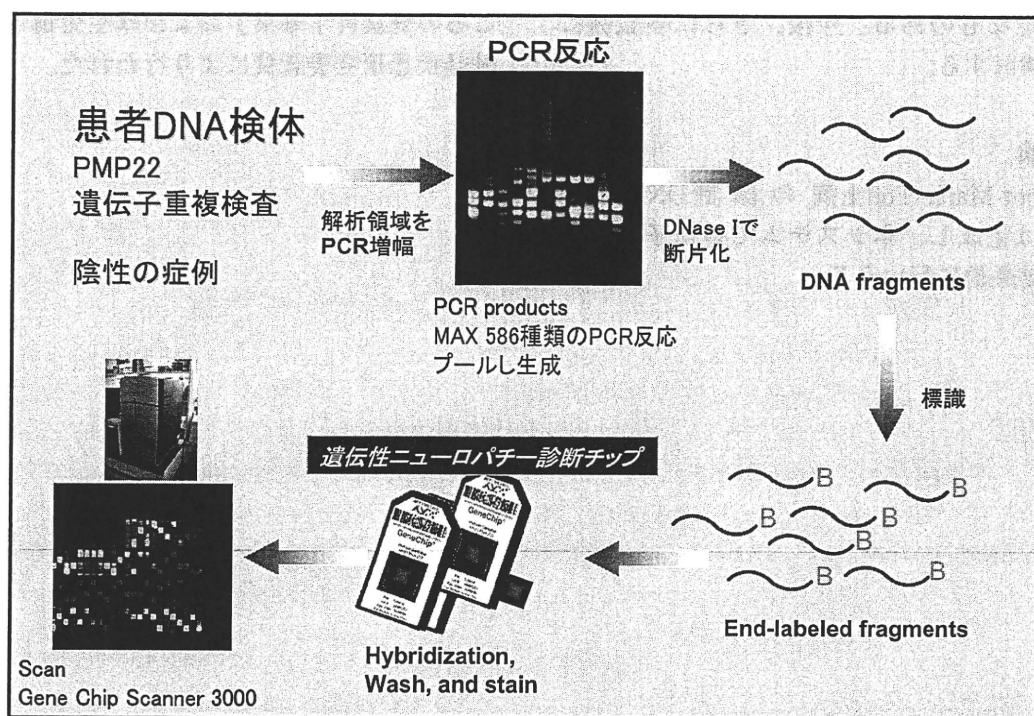 PCR反応
患者DNA検体
PMP22
遺伝子重複検査
陰性の症例
解析領域を
PCR増幅
DNase Iで
断片化
DNA fragments
PCR products
MAX 586種類のPCR反応
プールし生成
標識
B
B
B
B
B
B
B
End-labeled fragments
遺伝性ニューロパチー診断チップ
GeneChip
GeneChip
Hybridization,
Wash, and stain
Scan
Gene Chip Scanner 3000